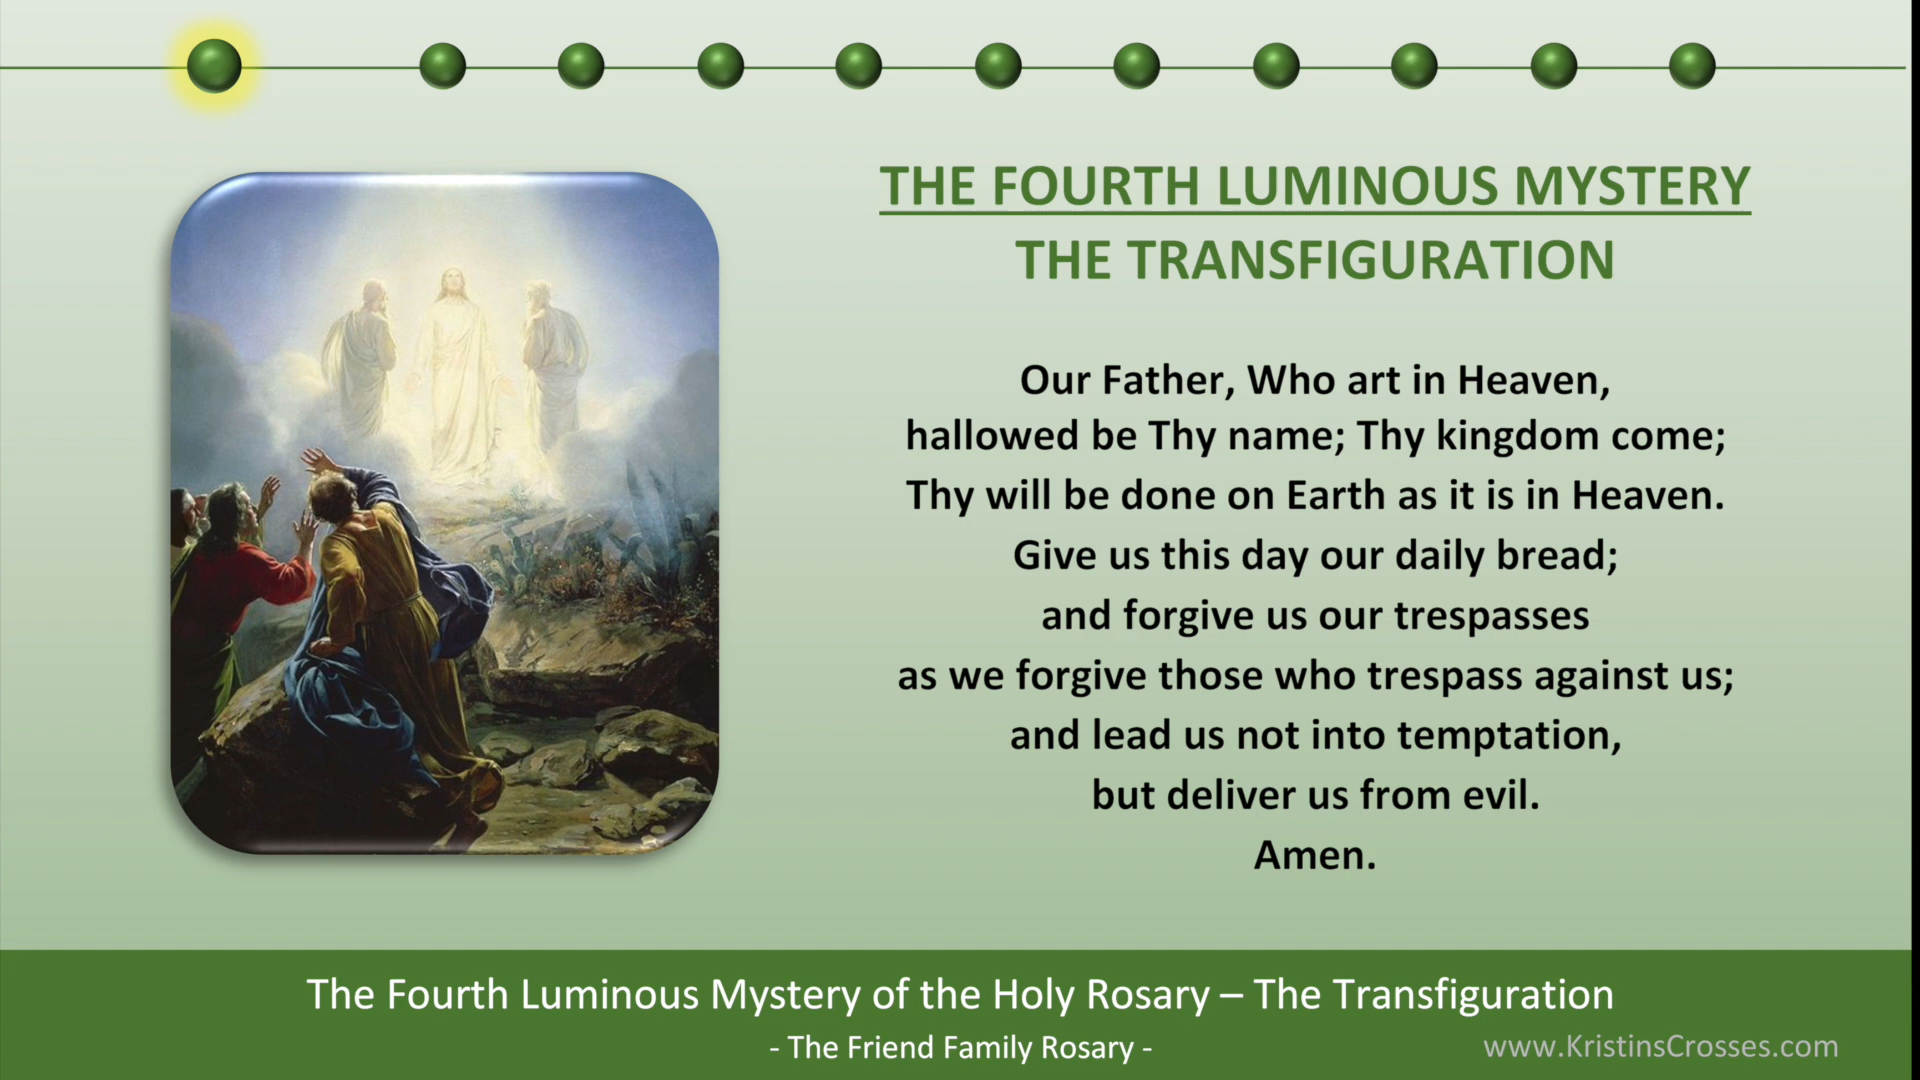 THE FOURTH LUMINOUS MYSTERY
THE TRANSFIGURATION
Our Father, Who art in Heaven,
hallowed be Thy name; Thy kingdom come;
Thy will be done on Earth as it is in Heaven.
Give us this day our daily bread;
and forgive us our trespasses
as we forgive those who trespass against us;
and lead us not into temptation,
but deliver us from evil.
Amen.
The Fourth Luminous Mystery of the Holy Rosary – The Transfiguration
- The Friend Family Rosary -
www.KristinsCrosses.com